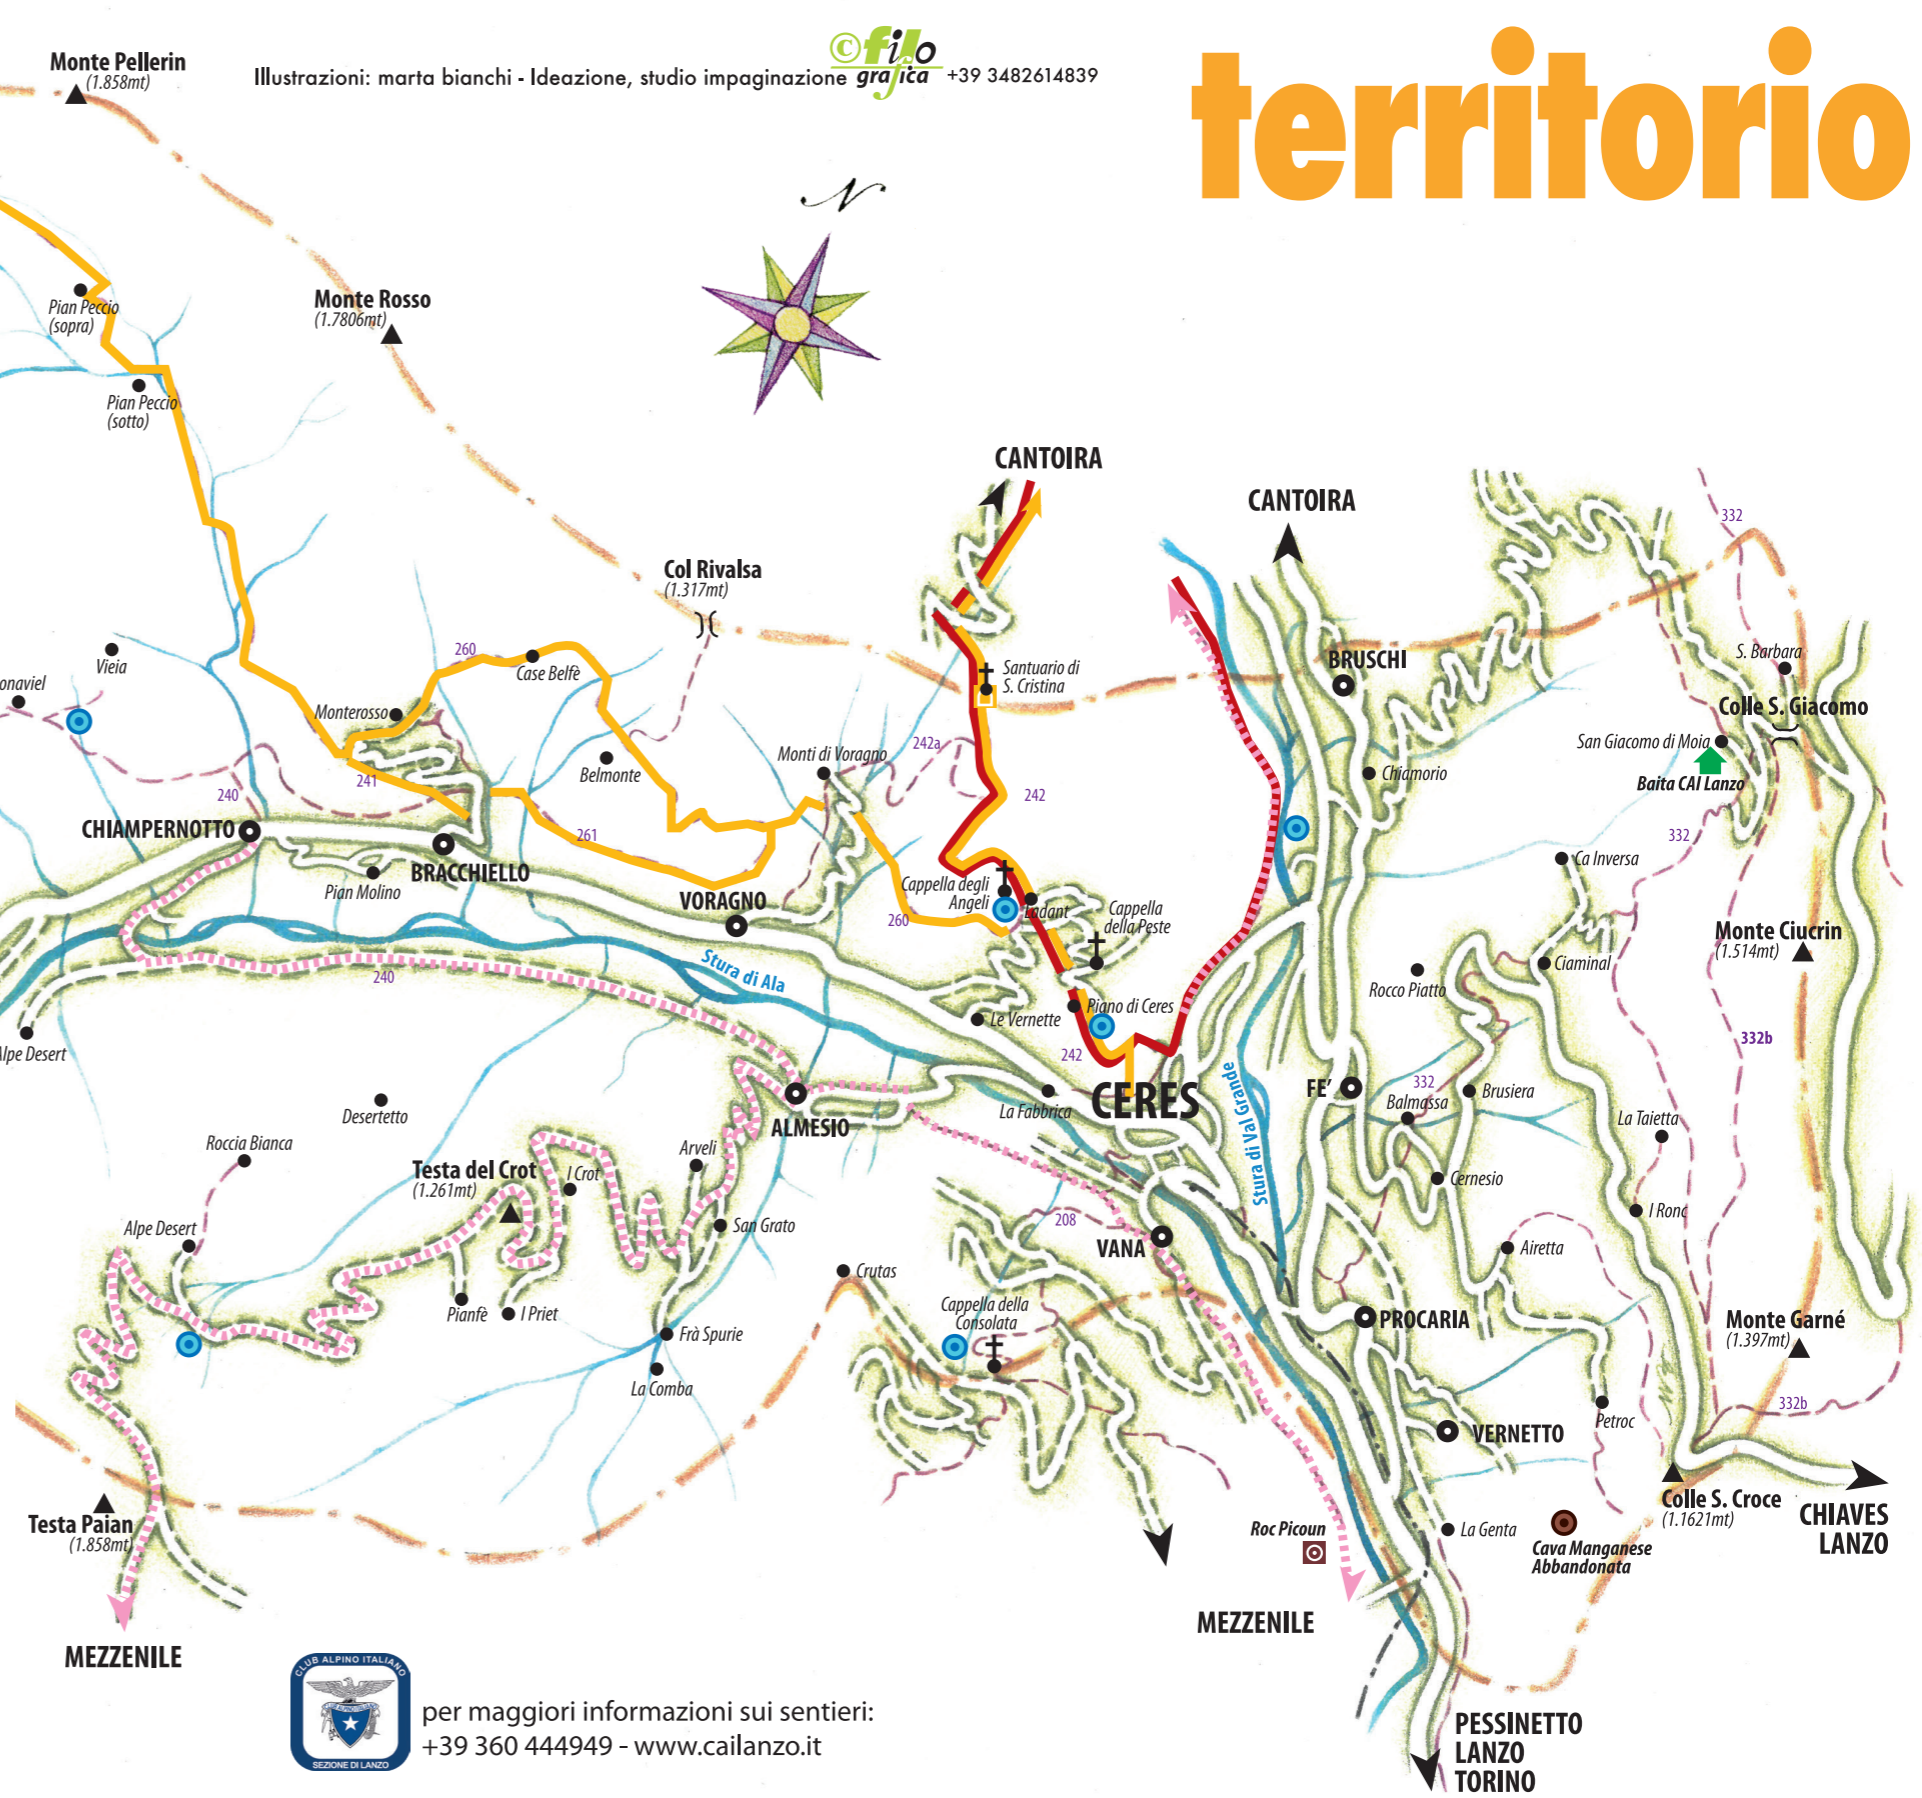 territorio
Illustrazioni: marta bianchi - Ideazione, studio impaginazione
© filo
grafica
+39 3482614839
N
Monte Pellerin
(1.858mt)
Monte Rosso
(1.7806mt)
Pian Peccio
(sopra)
Pian Peccio
(sotto)
CANTOIRA
CANTOIRA
332
Col Rivalsa
(1.317mt)
Vieia
onaviel
260
Case Belfè
Monterosso
Santuario di
S. Cristina
BRUSCHI
S. Barbara
Colle S. Giacomo
San Giacomo di Moia
Baita CAI Lanzo
Monti di Voragno
242a
242
Belmonte
241
240
Chiamorio
332
CHIAMPERNOTTO
261
BRACCHIELLO
Pian Molino
VORAGNO
260
Cappella degli
Angeli
Ladant
Cappella
della Peste
Ca Inversa
Monte Ciucrin
(1.514mt)
Ciaminal
Rocco Piatto
240
Stura di Ala
Le Vernette
Piano di Ceres
242
332b
Alpe Desert
CERES
La Fabbrica
Stura di Val Grande
FE'
332
Balmassa
Brusiera
La Taietta
Desertetto
ALMESIO
Roccia Bianca
Arveli
Testa del Crot
(1.261mt)
I Crot
Cernesio
I Ronc
Alpe Desert
San Grato
208
VANA
Airetta
Crutas
Pianfè
I Priet
Cappella della
Consolata
Frà Spurie
PROCARIA
Monte Garné
(1.397mt)
La Comba
332b
Petroc
VERNETTO
Colle S. Croce
(1.1621mt)
CHIAVES
LANZO
Testa Paian
(1.858mt)
Roc Picoun
La Genta
Cava Manganese
Abbandonata
MEZZENILE
MEZZENILE
CLUB ALPINO ITALIANO
CLUB ALPINO ITALIANO
SEZIONE DI LANZO
per maggiori informazioni sui sentieri:
+39 360 444949 - www.cailanzo.it
PESSINETTO
LANZO
TORINO